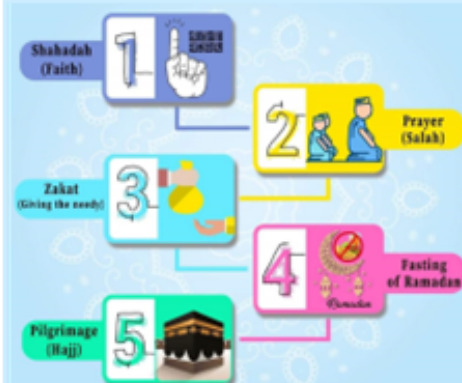 Shahadah
(Faith)
1
2
Prayer
(Salah)
Zakat
(Giving the needy)
3
4
Ramadan
Fasting
of Ramadan
Pilgrimage
(Hajj)
5